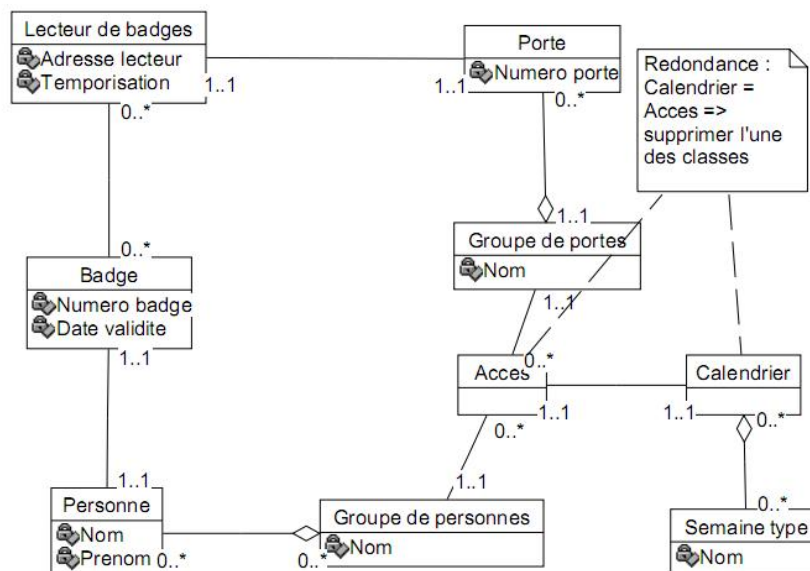 Lecteur de badges
Adresse lecteur
Temporisation
1..1
0..*
Porte
Numero porte
1..1
0..*
Redondance :
Calendrier =
Acces =>
supprimer l'une
des classes
0..*
Badge
Numero badge
Date validite
1..1
1..1
Groupe de portes
Nom
1..1
0..*
Acces
1..1
0..*
Calendrier
1..1
0..*
1..1
Personne
Nom
Prenom
0..*
1..1
Groupe de personnes
Nom
0..*
0..*
Semaine type
Nom